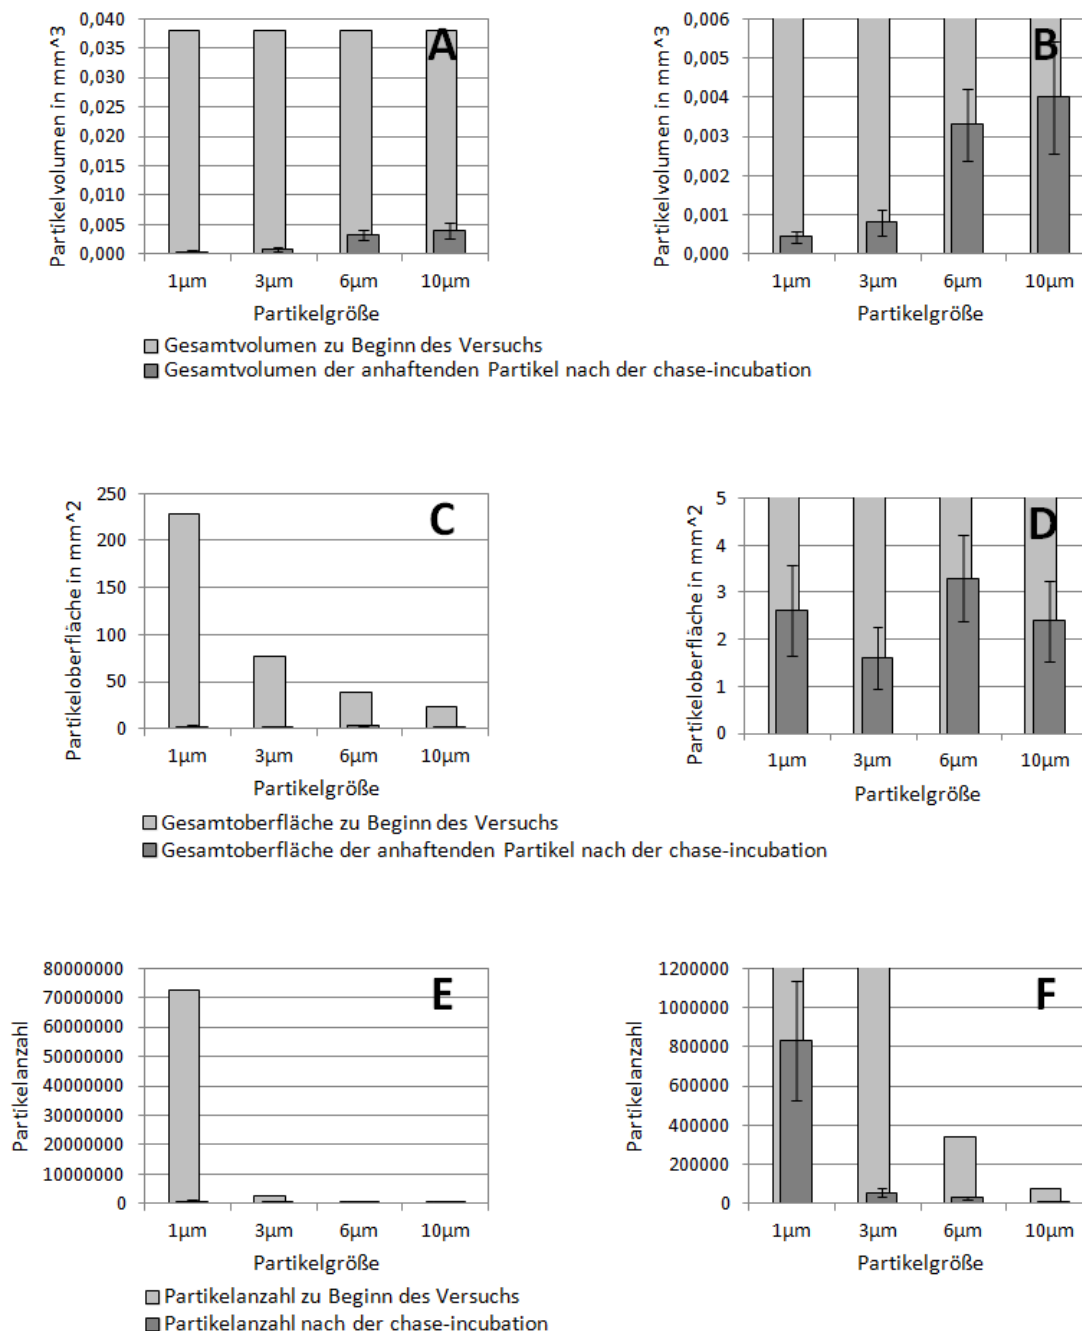 A
Partikelvolumen in mm^3
0,040
0,035
0,030
0,025
0,020
0,015
0,010
0,005
0,000
1µm 3µm 6µm 10µm
Partikelgröße
B
Partikelvolumen in mm^3
0,006
0,005
0,004
0,003
0,002
0,001
0,000
1µm 3µm 6µm 10µm
Partikelgröße
Gesamtvolumen zu Beginn des Versuchs
Gesamtvolumen der anhaftenden Partikel nach der chase-incubation
C
Partikeloberfläche in mm^2
250
200
150
100
50
0
1µm 3µm 6µm 10µm
Partikelgröße
D
Partikeloberfläche in mm^2
5
4
3
2
1
0
1µm 3µm 6µm 10µm
Partikelgröße
Gesamtoberfläche zu Beginn des Versuchs
Gesamtoberfläche der anhaftenden Partikel nach der chase-incubation
E
Partikelanzahl
80000000
70000000
60000000
50000000
40000000
30000000
20000000
10000000
0
1µm 3µm 6µm 10µm
Partikelgröße
F
Partikelanzahl
1200000
1000000
800000
600000
400000
200000
0
1µm 3µm 6µm 10µm
Partikelgröße
Partikelanzahl zu Beginn des Versuchs
Partikelanzahl nach der chase-incubation